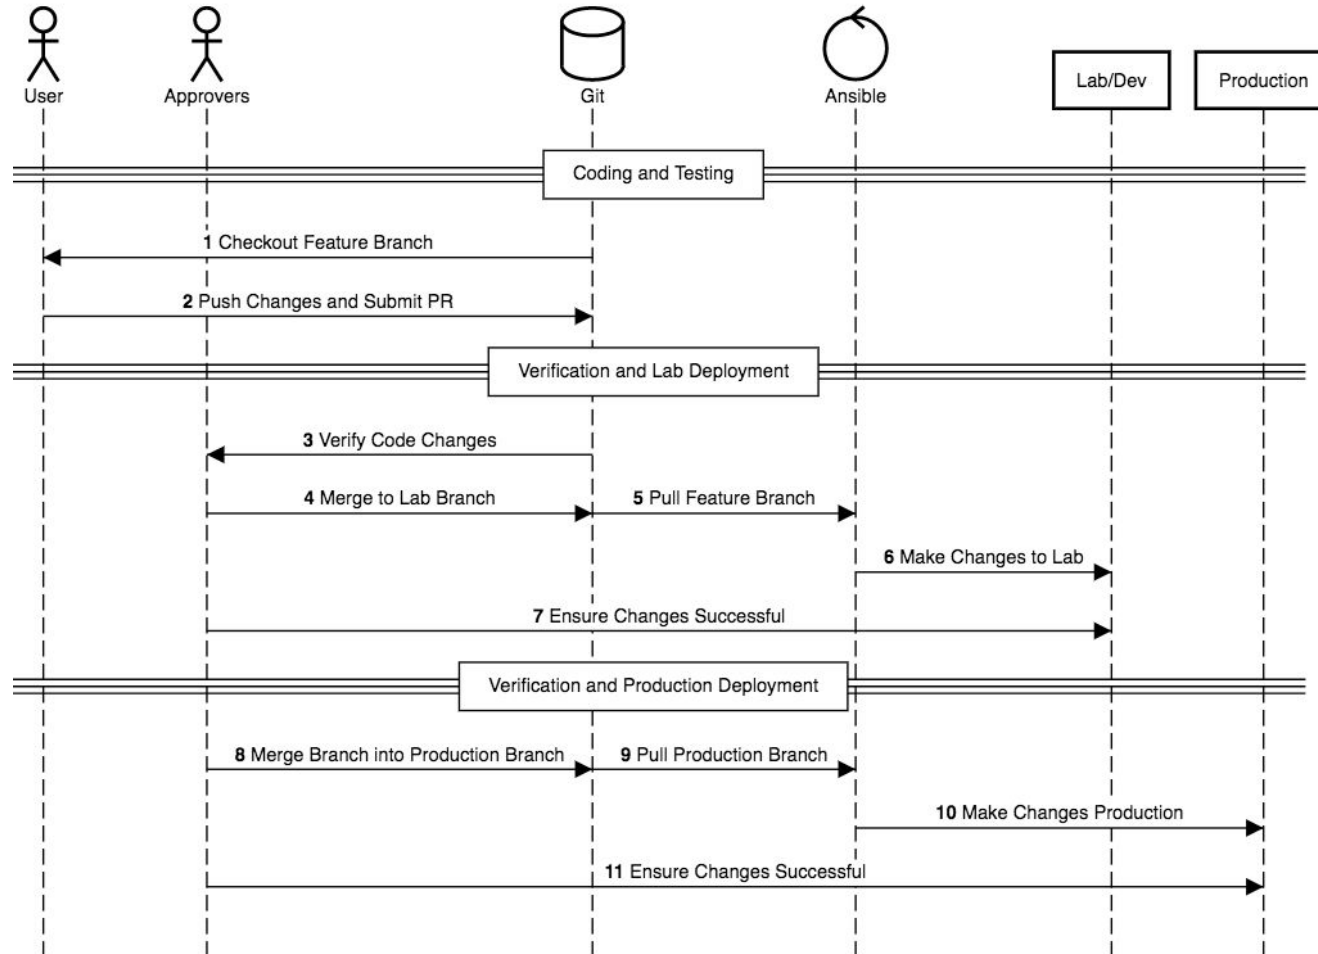 User
Approvers
Git
Ansible
Lab/Dev
Production
Coding and Testing
1 Checkout Feature Branch
2 Push Changes and Submit PR
Verification and Lab Deployment
3 Verify Code Changes
4 Merge to Lab Branch
5 Pull Feature Branch
6 Make Changes to Lab
7 Ensure Changes Successful
Verification and Production Deployment
8 Merge Branch into Production Branch
9 Pull Production Branch
10 Make Changes Production
11 Ensure Changes Successful